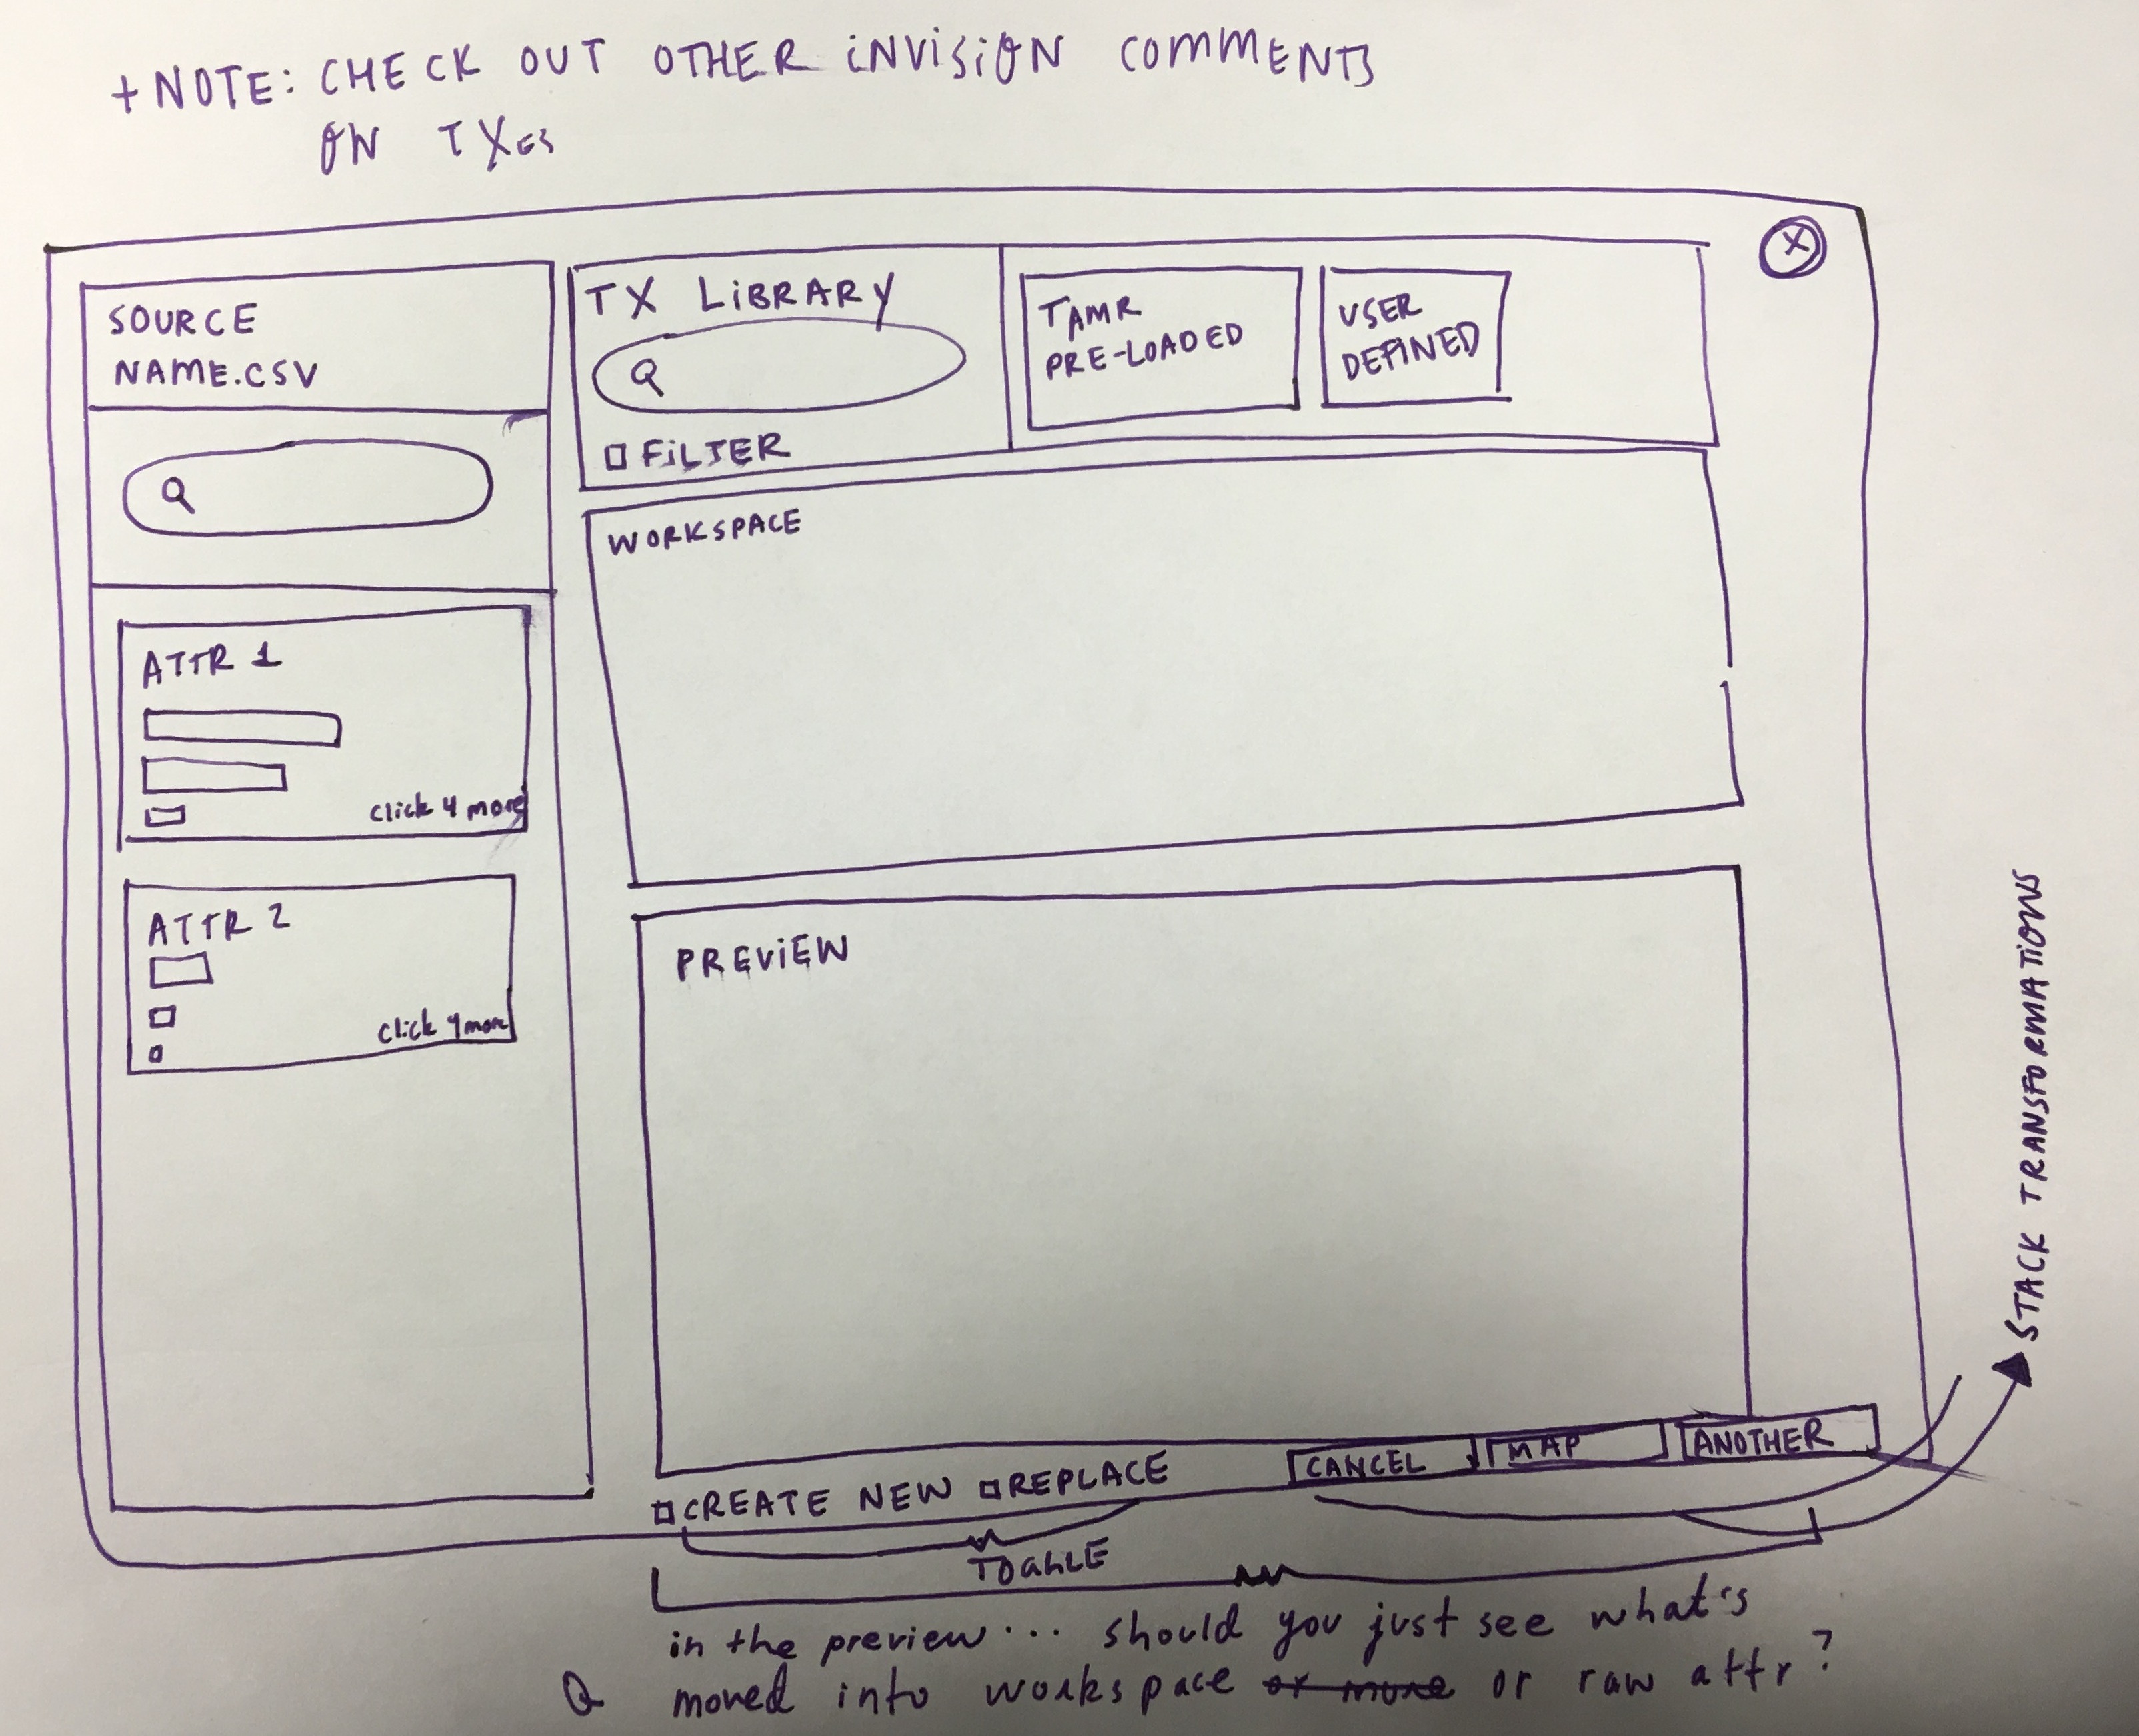 + NOTE: CHECK OUT OTHER iNVISiON COMMENTS
ON TXES
SOURCE
NAME.CSV
ATTR 1
click 4 more
ATTR 2
click 4 more
TX LiBRARY
FiLTER
TAMR
PRE-LOADED
USER
DEFINED
X
WORKSPACE
PREViEW
CREATE NEW REPLACE
CANCEL
MAP
ANOTHER
TOGGLE
STACK TRANSFORMATiONS
in the preview... should you just see what's
Q moved into workspace or more or raw attr?